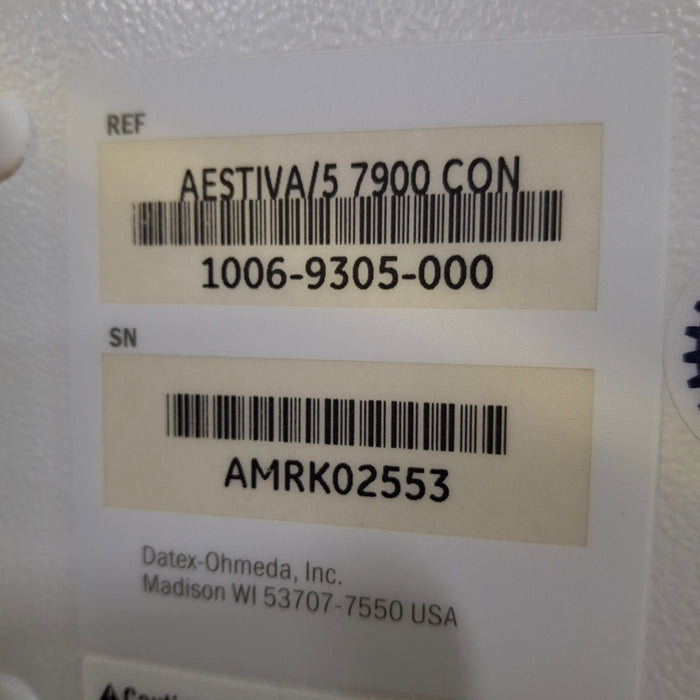 REF
AESTIVA/5 7900 CON
1006-9305-000
SN
AMRK02553
Datex-Ohmeda, Inc.
Madison WI 53707-7550 USA